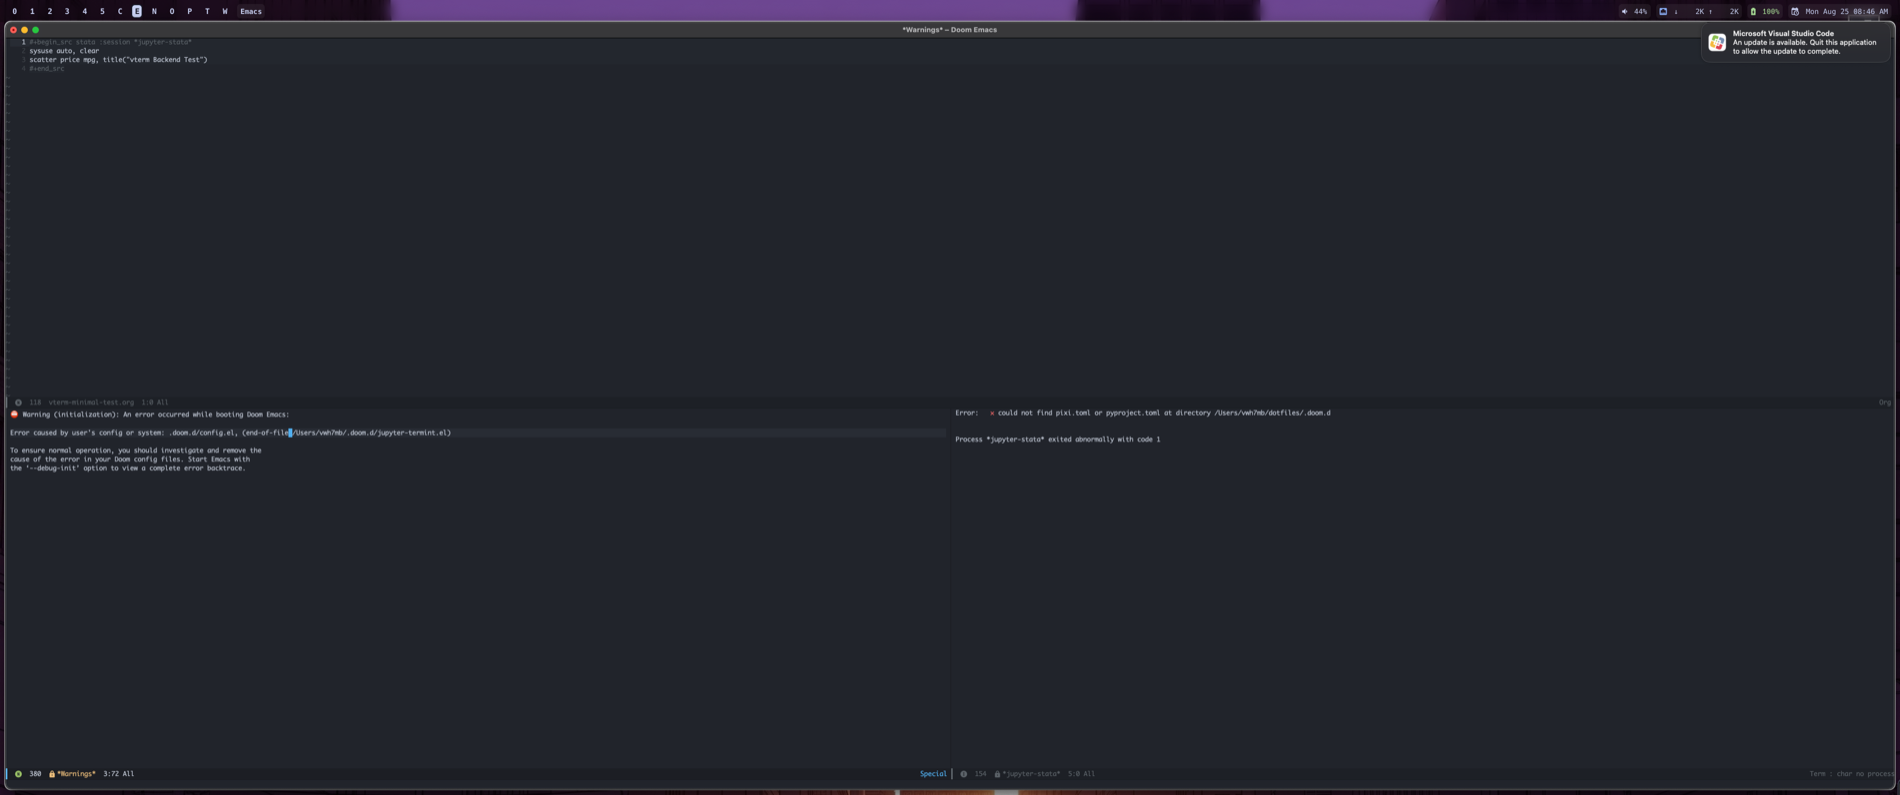 0 1 2 3 4 5 C E N O P T W Emacs
44% ↓ 2K ↑ 2K 100% Mon Aug 25 08:46 AM
*Warnings* – Doom Emacs
Microsoft Visual Studio Code
An update is available. Quit this application
to allow the update to complete.
1 #+begin_src stata :session *jupyter-stata*
2 sysuse auto, clear
3 scatter price mpg, title("vterm Backend Test")
4 #+end_src
118 vterm-minimal-test.org 1:0 All Org
Warning (initialization): An error occurred while booting Doom Emacs:
Error caused by user's config or system: .doom.d/config.el, (end-of-file /Users/vwh7mb/.doom.d/jupyter-termint.el)
To ensure normal operation, you should investigate and remove the
cause of the error in your Doom config files. Start Emacs with
the '--debug-init' option to view a complete error backtrace.
Error: × could not find pixi.toml or pyproject.toml at directory /Users/vwh7mb/dotfiles/.doom.d
Process *jupyter-stata* exited abnormally with code 1
380 *Warnings* 3:72 All Special
154 *jupyter-stata* 5:0 All Term : char no process